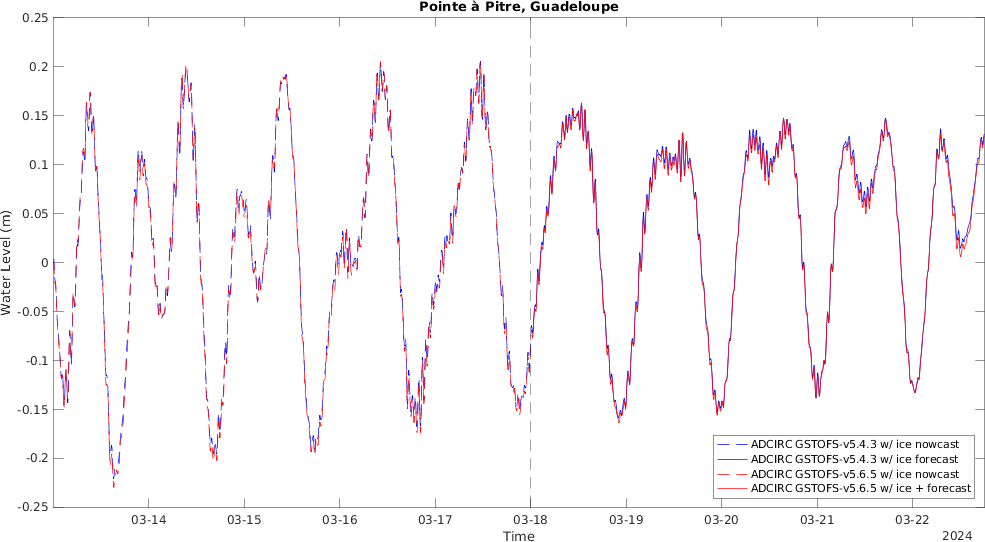 Pointe à Pitre, Guadeloupe
0.25
0.2
0.15
0.1
0.05
0
-0.05
-0.1
-0.15
-0.2
-0.25
Water Level (m)
ADCIRC GSTOFS-v5.4.3 w/ ice nowcast
ADCIRC GSTOFS-v5.4.3 w/ ice forecast
ADCIRC GSTOFS-v5.6.5 w/ ice nowcast
ADCIRC GSTOFS-v5.6.5 w/ ice + forecast
03-14 03-15 03-16 03-17 03-18 03-19 03-20 03-21 03-22
Time
2024